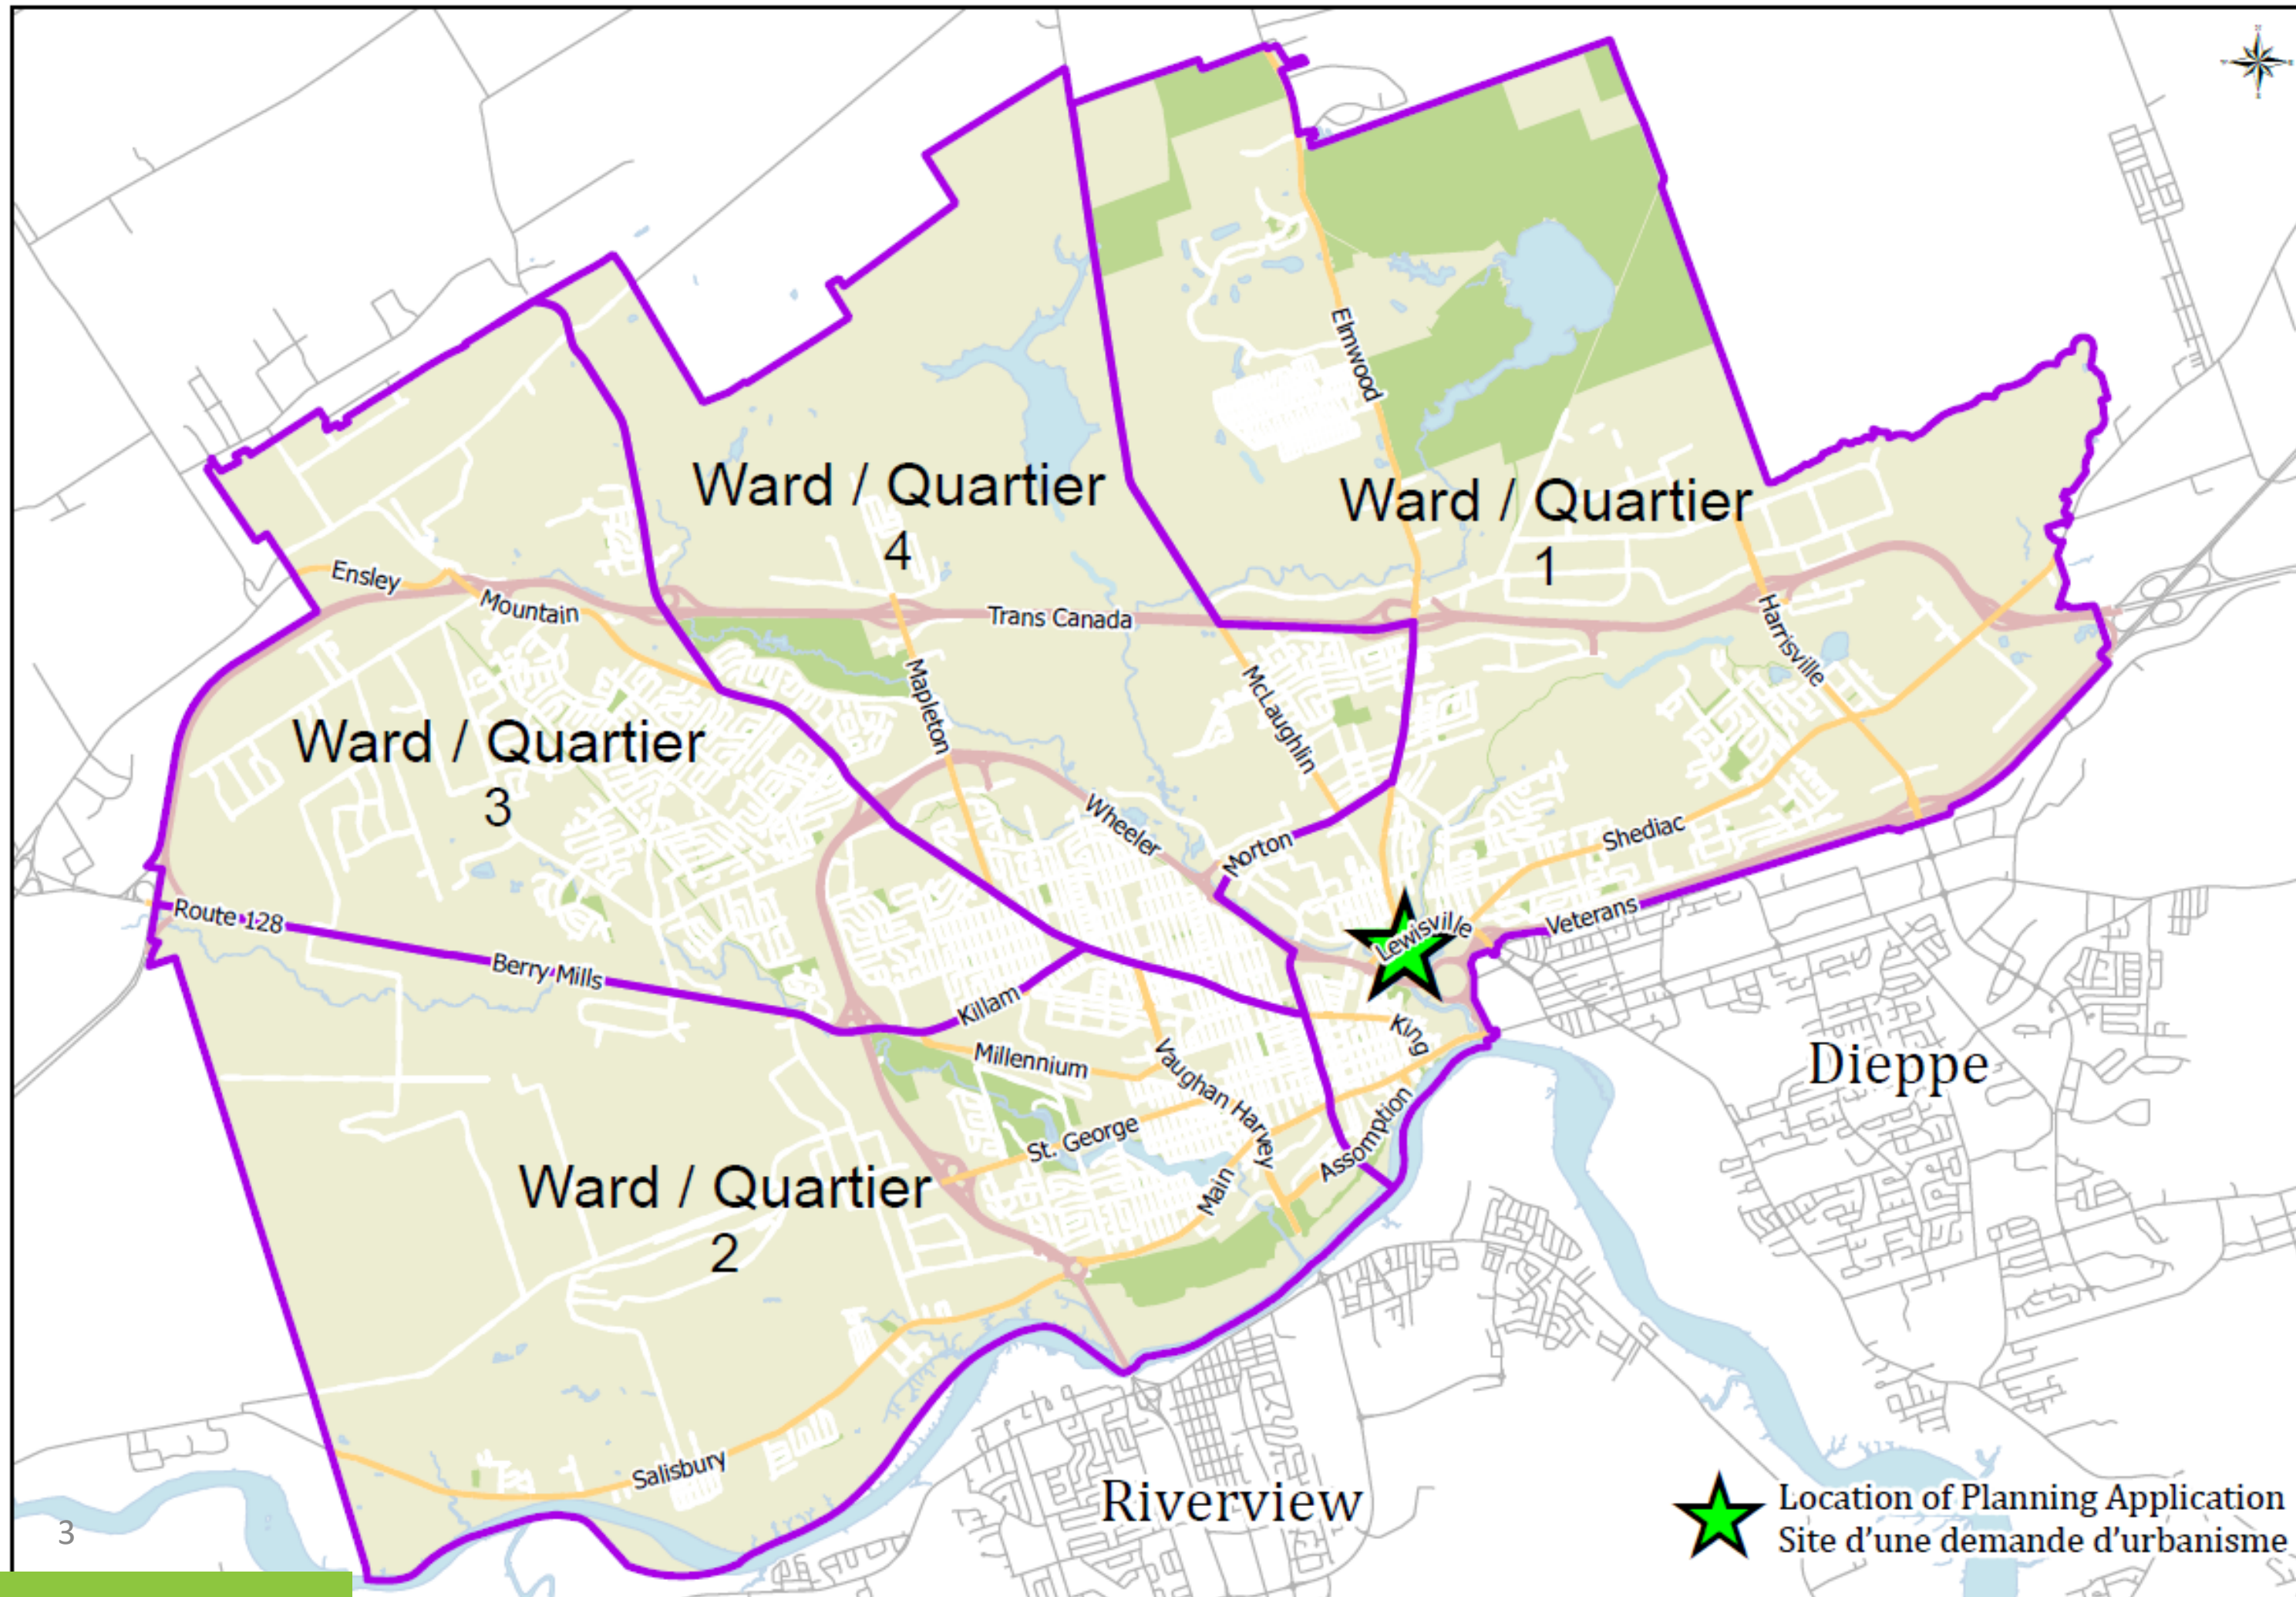 Ward / Quartier
4
Ward / Quartier
1
Elmwood
Ensley
Mountain
Trans Canada
Harrisville
Mapleton
McLaughlin
Ward / Quartier
3
Wheeler
Morton
Shediac
Route 128
Lewisville
Veterans
Berry Mills
Killam
King
Millennium
Vaughan Harvey
Dieppe
St. George
Assomption
Main
Ward / Quartier
2
Salisbury
Riverview
Location of Planning Application
Site d'une demande d'urbanisme
3